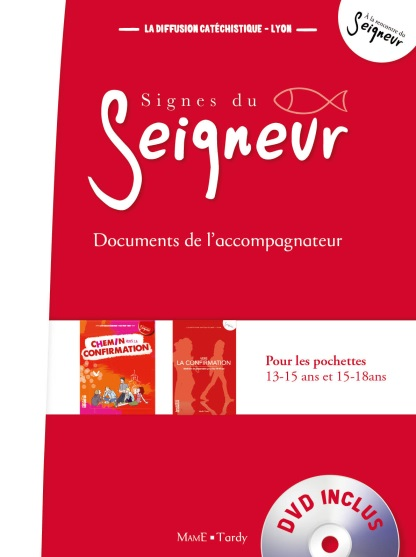 LA DIFFUSION CATÉCHISTIQUE - LYON
À la rencontre du
Seigneur
Signes du
Seigneur
Documents de l'accompagnateur
CHEMIN VERS LA
CONFIRMATION
VERS
LA CONFIRMATION
Pour les pochettes
13-15 ans et 15-18ans
DVD INCLUS
MAME ■ Tardy